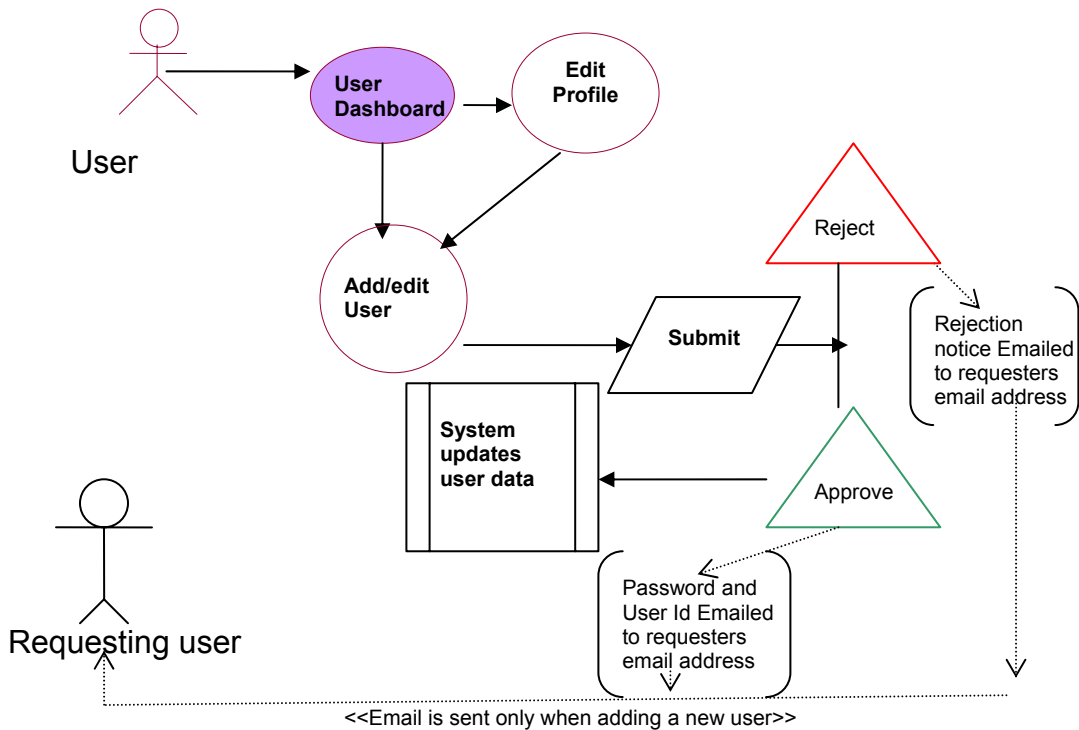 User
User
Dashboard
Edit
Profile
Add/edit
User
Submit
Reject
Rejection
notice Emailed
to requesters
email address
System
updates
user data
Approve
Password and
User Id Emailed
to requesters
email address
Requesting user
<<Email is sent only when adding a new user>>